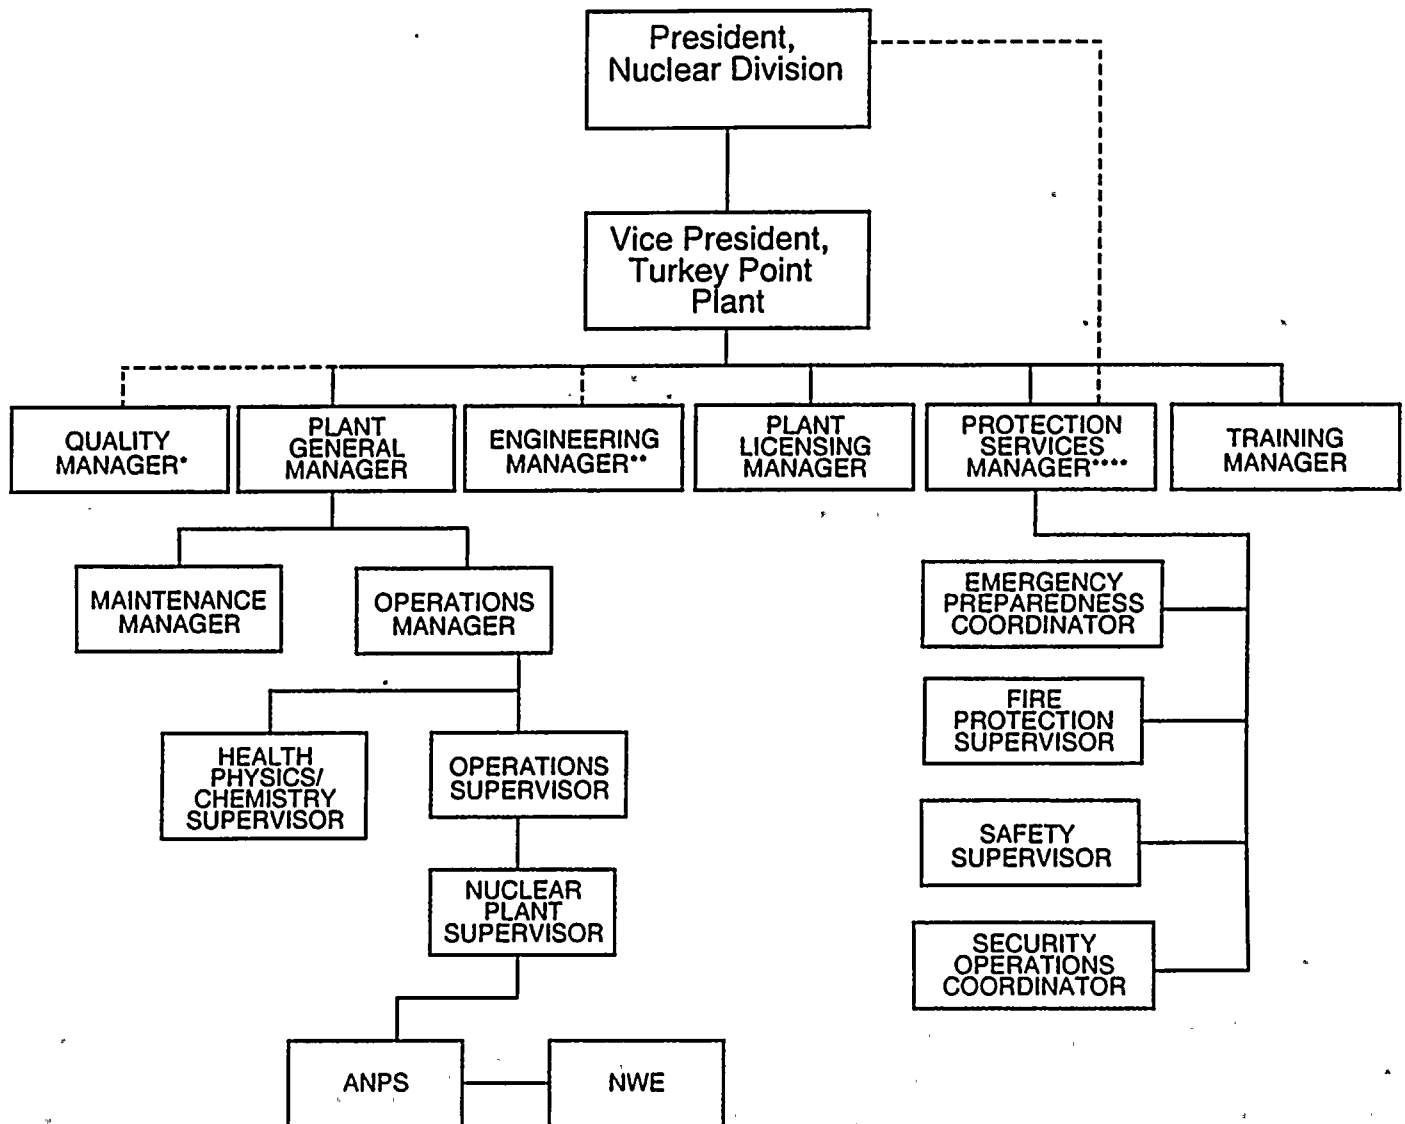 President,
Nuclear Division
Vice President,
Turkey Point
Plant
QUALITY
MANAGER*
PLANT
GENERAL
MANAGER
ENGINEERING
MANAGER**
PLANT
LICENSING
MANAGER
PROTECTION
SERVICES
MANAGER****
TRAINING
MANAGER
MAINTENANCE
MANAGER
OPERATIONS
MANAGER
EMERGENCY
PREPAREDNESS
COORDINATOR
FIRE
PROTECTION
SUPERVISOR
HEALTH
PHYSICS/
CHEMISTRY
SUPERVISOR
OPERATIONS
SUPERVISOR
SAFETY
SUPERVISOR
NUCLEAR
PLANT
SUPERVISOR
SECURITY
OPERATIONS
COORDINATOR
ANPS
NWE